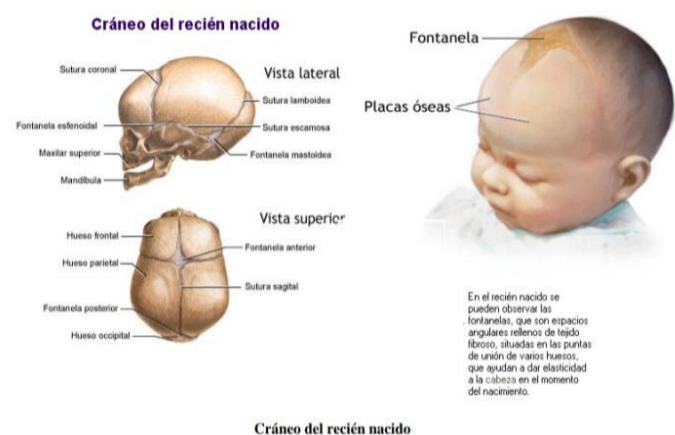 Cráneo del recién nacido
Sutura coronal
Vista lateral
Sutura lamboidea
Fontanela esfenoidal
Sutura escamosa
Maxilar superior
Fontanela mastoidea
Mandíbula
Vista superior
Hueso frontal
Fontanela anterior
Hueso parietal
Sutura sagital
Fontanela posterior
Hueso occipital
Fontanela
Placas óseas
En el recién nacido se
pueden observar las
fontanelas, que son espacios
angulares rellenos de tejido
fibroso, situadas en las puntas
de unión de varios huesos,
que ayudan a dar elasticidad
a la cabeza en el momento
del nacimiento.
Cráneo del recién nacido